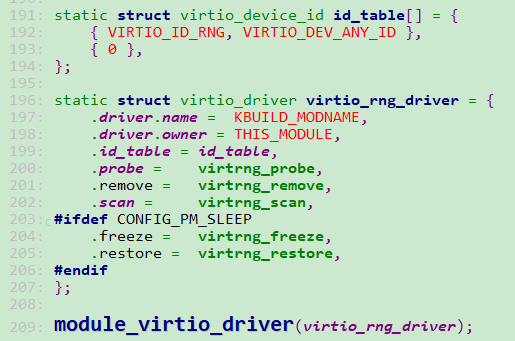 191: static struct virtio_device_id id_table[] = {
192:     { VIRTIO_ID_RNG, VIRTIO_DEV_ANY_ID },
193:     { 0 },
194: };
195:
196: static struct virtio_driver virtio_rng_driver = {
197:     .driver.name =  KBUILD_MODNAME,
198:     .driver.owner = THIS_MODULE,
199:     .id_table = id_table,
200:     .probe =    virtrng_probe,
201:     .remove =   virtrng_remove,
202:     .scan =     virtrng_scan,
203: #ifdef CONFIG_PM_SLEEP
204:     .freeze =   virtrng_freeze,
205:     .restore =  virtrng_restore,
206: #endif
207: };
208:
209: module_virtio_driver(virtio_rng_driver);